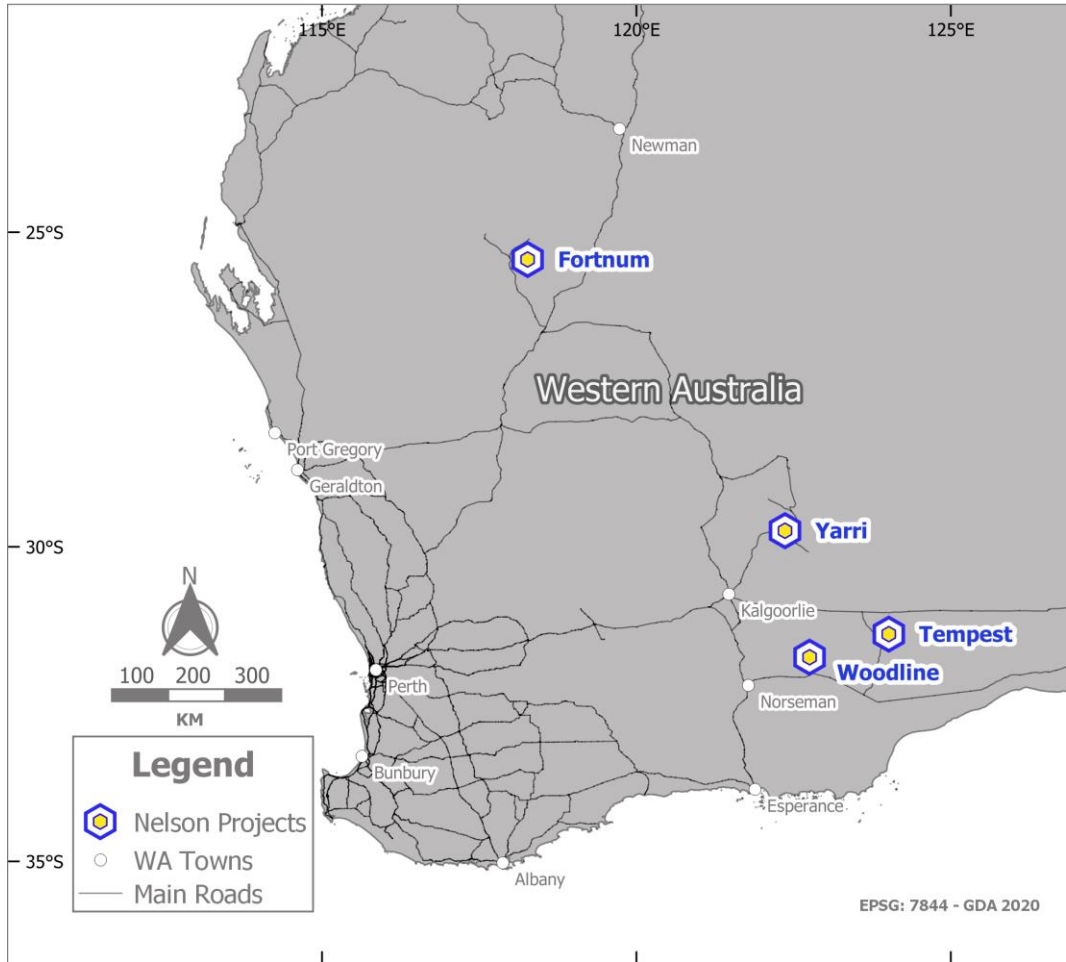 115°E
120°E
125°E
Newman
25°S
Fortnum
Western Australia
Port Gregory
Geraldton
Yarri
30°S
N
Kalgoorlie
Tempest
Woodline
100 200 300
KM
Perth
Norseman
Legend
Nelson Projects
WA Towns
Main Roads
Bunbury
Esperance
35°S
Albany
EPSG: 7844 - GDA 2020